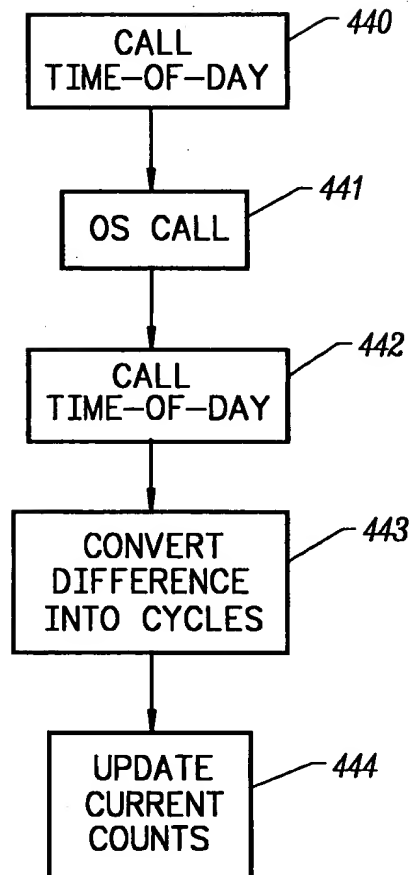 CALL
TIME-OF-DAY
440
OS CALL
441
CALL
TIME-OF-DAY
442
CONVERT
DIFFERENCE
INTO CYCLES
443
UPDATE
CURRENT
COUNTS
444